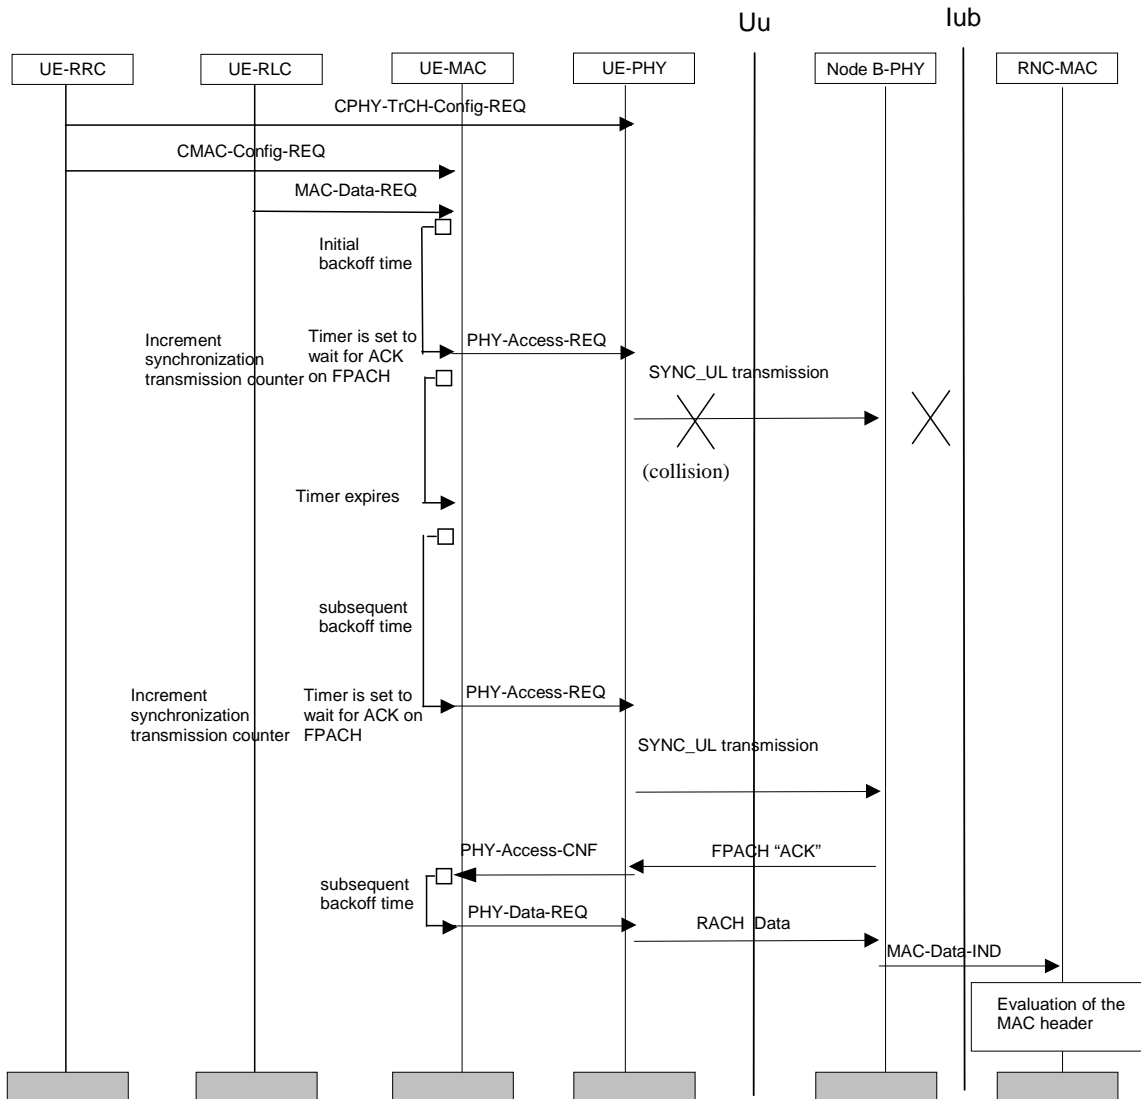 Uu
Iub
UE-RRC
UE-RLC
UE-MAC
UE-PHY
Node B-PHY
RNC-MAC
CPHY-TrCH-Config-REQ
CMAC-Config-REQ
MAC-Data-REQ
Initial
backoff time
Increment
synchronization
transmission counter
Timer is set to
wait for ACK
on FPACH
PHY-Access-REQ
SYNC_UL transmission
(collision)
Timer expires
subsequent
backoff time
Increment
synchronization
transmission counter
Timer is set to
wait for ACK on
FPACH
PHY-Access-REQ
SYNC_UL transmission
PHY-Access-CNF
FPACH “ACK”
subsequent
backoff time
PHY-Data-REQ
RACH Data
MAC-Data-IND
Evaluation of the
MAC header